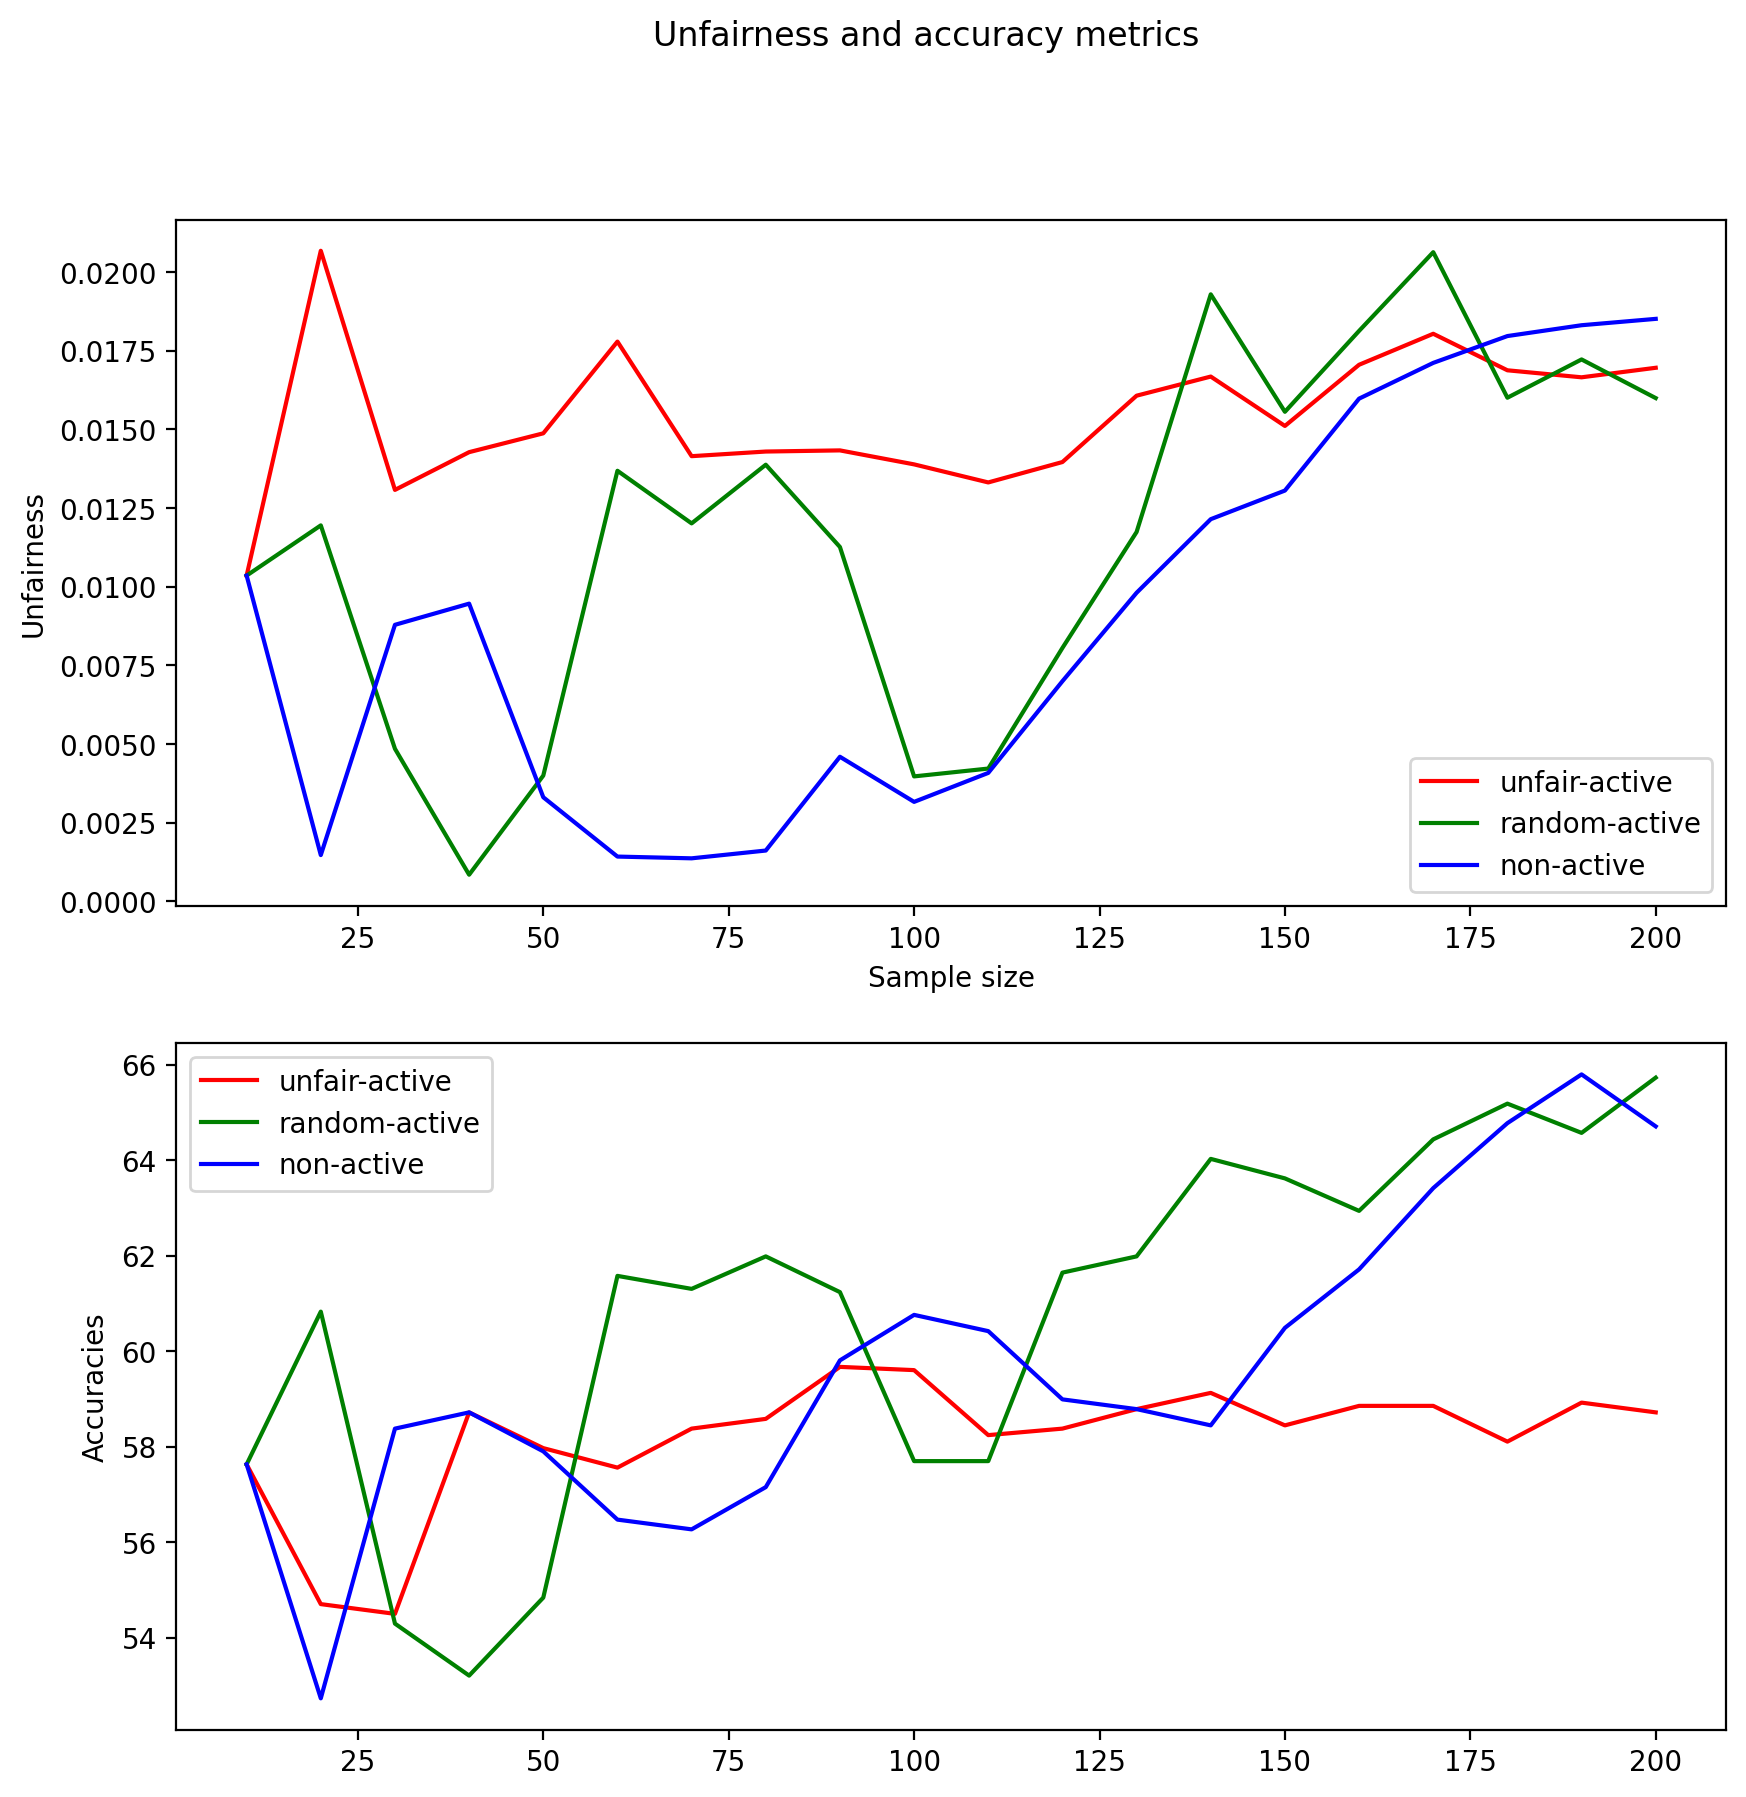 Unfairness and accuracy metrics
0.0200
0.0175
0.0150
0.0125
0.0100
0.0075
0.0050
0.0025
0.0000
Unfairness
unfair-active
random-active
non-active
25 50 75 100 125 150 175 200
Sample size
66
64
62
60
58
56
54
Accuracies
unfair-active
random-active
non-active
25 50 75 100 125 150 175 200